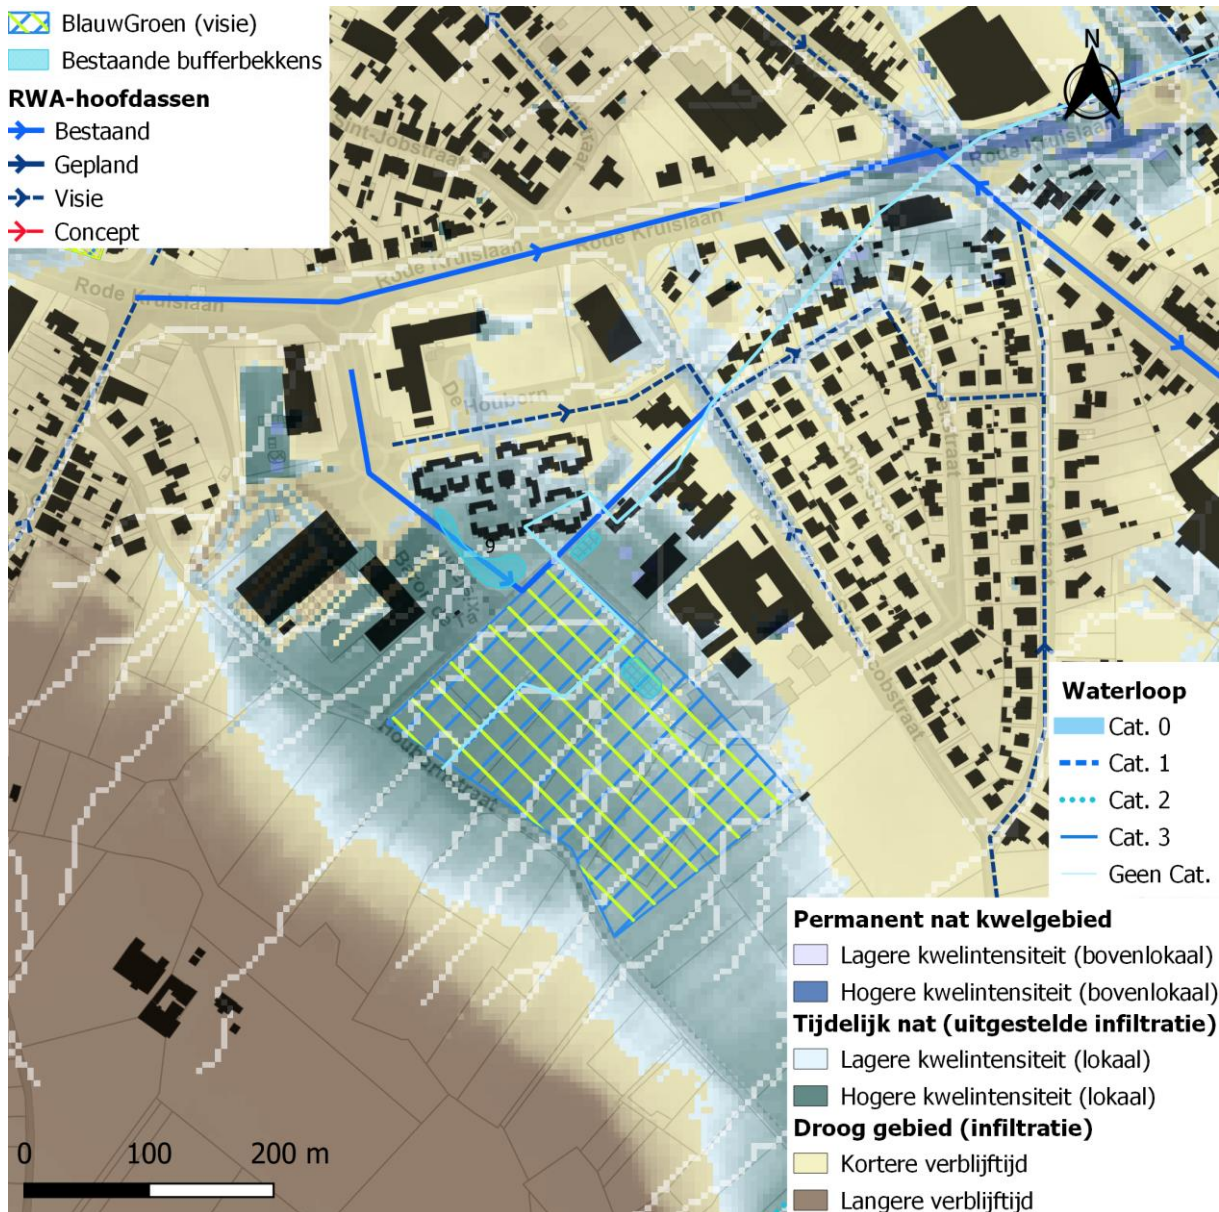 BlauwGroen (visie)
Bestaande bufferbekkens
RWA-hoofdassen
Bestaand
Gepland
Visie
Concept
N
Sint-Jobstraat
straat
Rode Kruislaan
Rode Kruislaan
Rode Kruislaan
Rode Kruislaan
De Houborn
9
Houbornstraat
Waterloop
Cat. 0
Cat. 1
Cat. 2
Cat. 3
Geen Cat.
Permanent nat kwelgebied
Lagere kwelintensiteit (bovenlokaal)
Hogere kwelintensiteit (bovenlokaal)
Tijdelijk nat (uitgestelde infiltratie)
Lagere kwelintensiteit (lokaal)
Hogere kwelintensiteit (lokaal)
Droog gebied (infiltratie)
Kortere verblijftijd
Langere verblijftijd
0 100 200 m